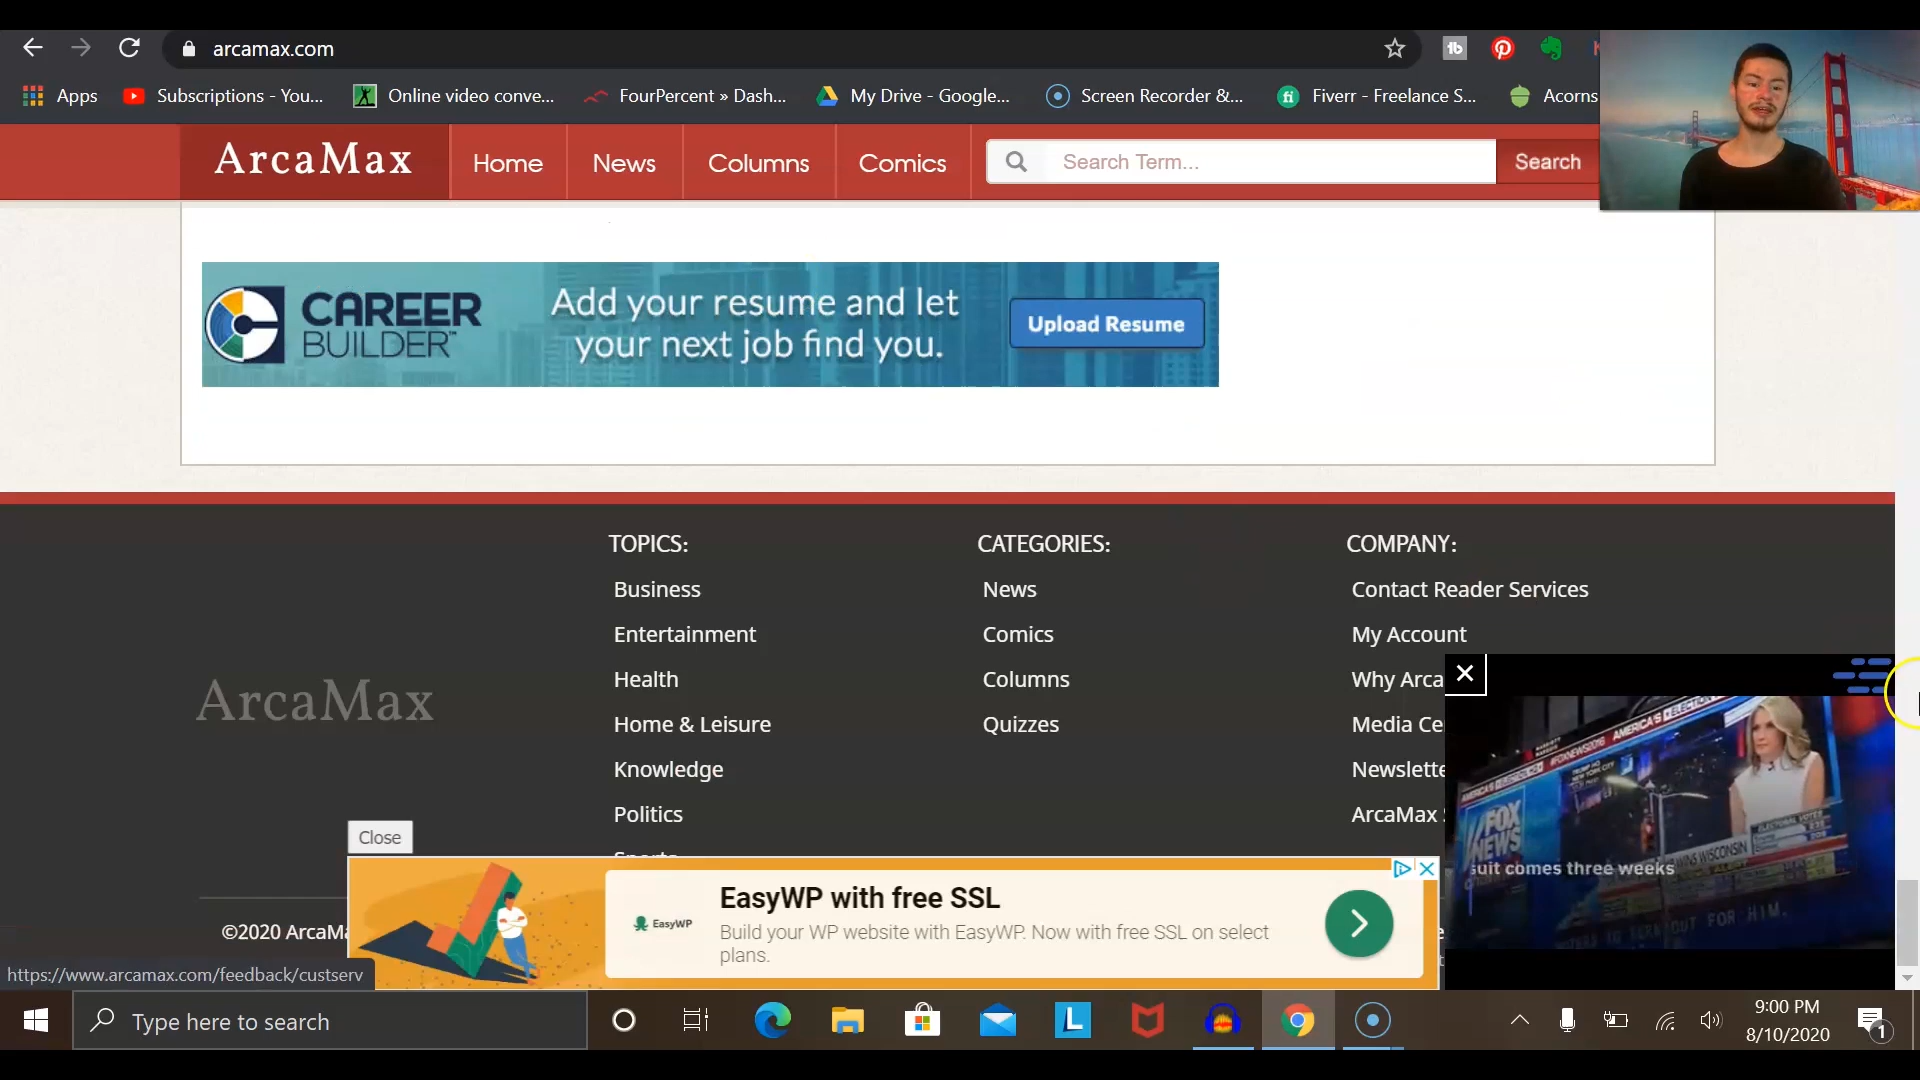 arcamax.com
Apps
Subscriptions - You...
Online video conve...
FourPercent » Dash...
My Drive - Google...
Screen Recorder &...
Fiverr - Freelance S...
Acorns
ArcaMax
Home
News
Columns
Comics
Search Term...
Search
CAREER
BUILDER
Add your resume and let
your next job find you.
Upload Resume
TOPICS:
Business
Entertainment
Health
Home & Leisure
Knowledge
Politics
CATEGORIES:
News
Comics
Columns
Quizzes
COMPANY:
Contact Reader Services
My Account
Why Arca
Media Ce
Newslette
ArcaMax
ArcaMax
FOX
NEWS
suit comes three weeks
Close
EasyWP
EasyWP with free SSL
Build your WP website with EasyWP. Now with free SSL on select
plans.
©2020 ArcaMa
https://www.arcamax.com/feedback/custserv
Type here to search
9:00 PM
8/10/2020
1